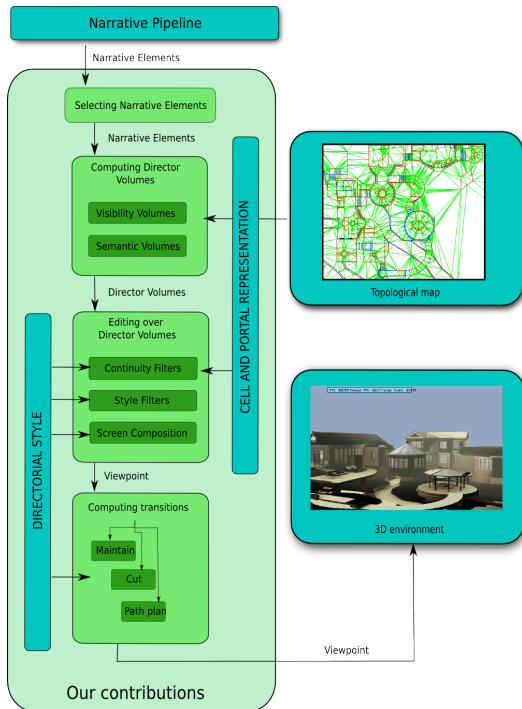 Narrative Pipeline
Narrative Elements
Selecting Narrative Elements
Narrative Elements
Computing Director
Volumes
Visibility Volumes
Semantic Volumes
Director Volumes
Editing over
Director Volumes
Continuity Filters
Style Filters
Screen Composition
Viewpoint
Computing transitions
Maintain
Cut
Path plan
DIRECTORIAL STYLE
CELL AND PORTAL REPRESENTATION
Topological map
3D environment
Viewpoint
Our contributions